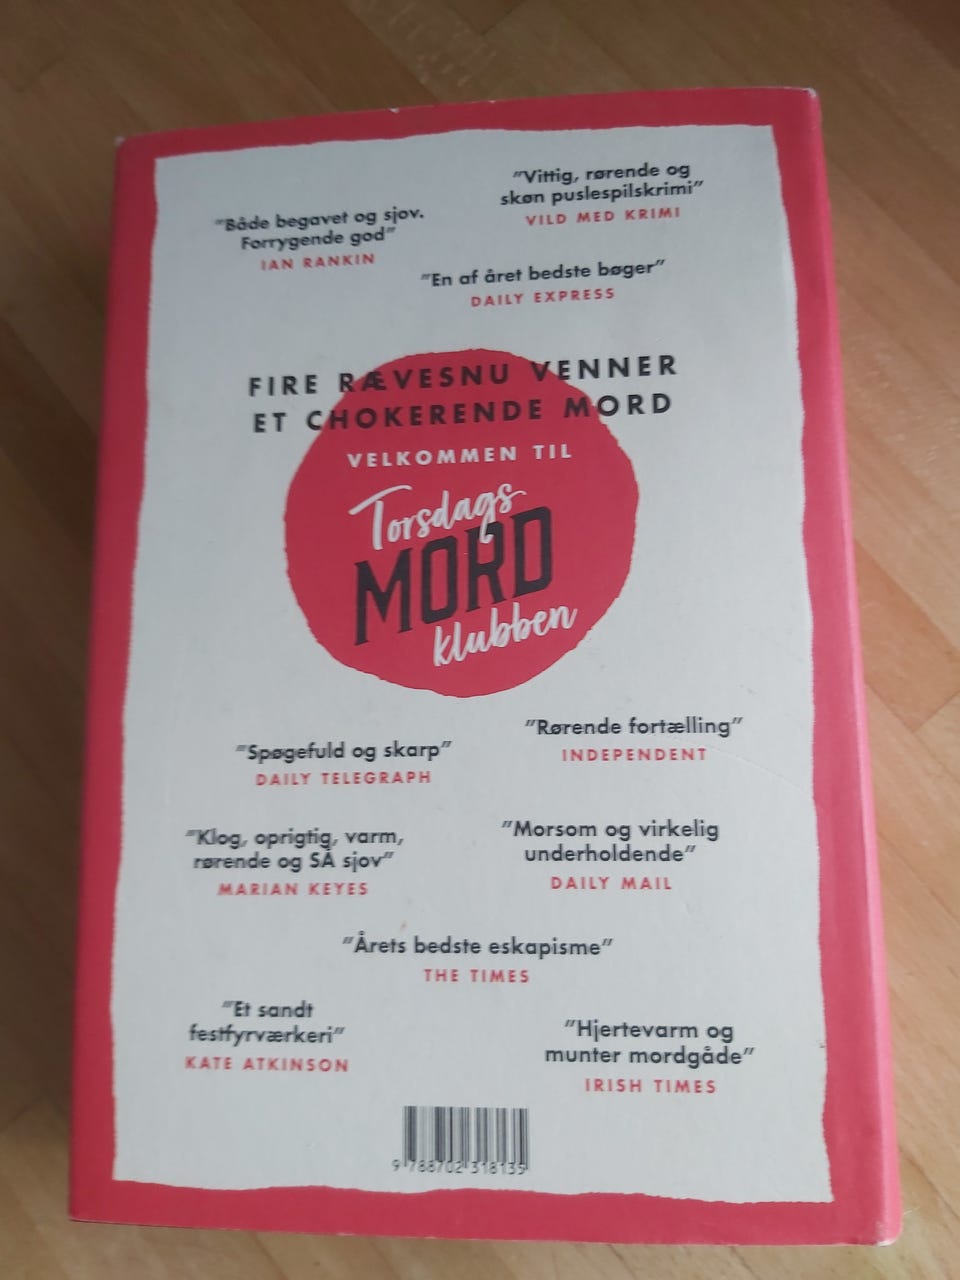 "Både begavet og sjov.
Forrygende god"
IAN RANKIN
"Vittig, rørende og
skøn puslespilskrimi"
VILD MED KRIMI
"En af året bedste bøger"
DAILY EXPRESS
FIRE RÆVESNU VENNER
ET CHOKERENDE MORD
VELKOMMEN TIL
Torsdags
MORD
klubben
"Spøgefuld og skarp"
DAILY TELEGRAPH
"Rørende fortælling"
INDEPENDENT
"Klog, oprigtig, varm,
rørende og SÅ sjov"
MARIAN KEYES
"Morsom og virkelig
underholdende"
DAILY MAIL
"Årets bedste eskapisme"
THE TIMES
"Et sandt
festfyrværkeri"
KATE ATKINSON
"Hjertevarm og
munter mordgåde"
IRISH TIMES
9 788702 318135